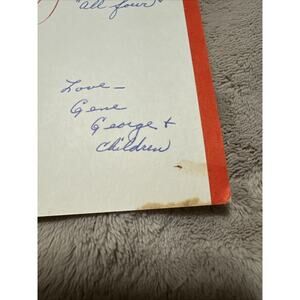 "all four"
Love –
Gene
George +
Children